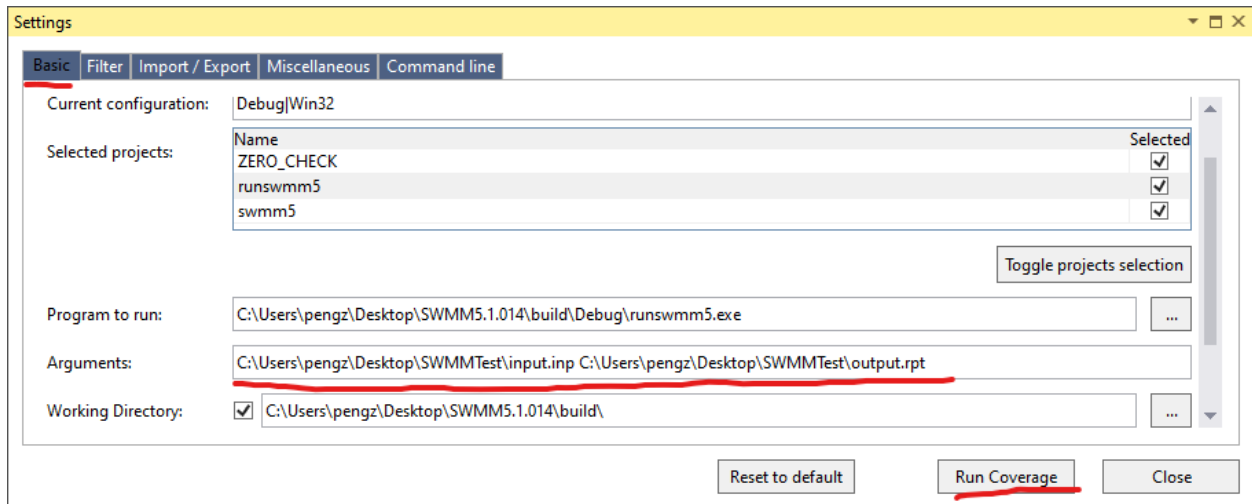 Settings
Basic Filter Import / Export Miscellaneous Command line
Current configuration: Debug|Win32
Selected projects:
Name Selected
ZERO_CHECK
runswmm5
swmm5
Toggle projects selection
Program to run: C:\Users\pengz\Desktop\SWMM5.1.014\build\Debug\runswmm5.exe ...
Arguments: C:\Users\pengz\Desktop\SWMMTest\input.inp C:\Users\pengz\Desktop\SWMMTest\output.rpt
Working Directory: C:\Users\pengz\Desktop\SWMM5.1.014\build\ ...
Reset to default Run Coverage Close